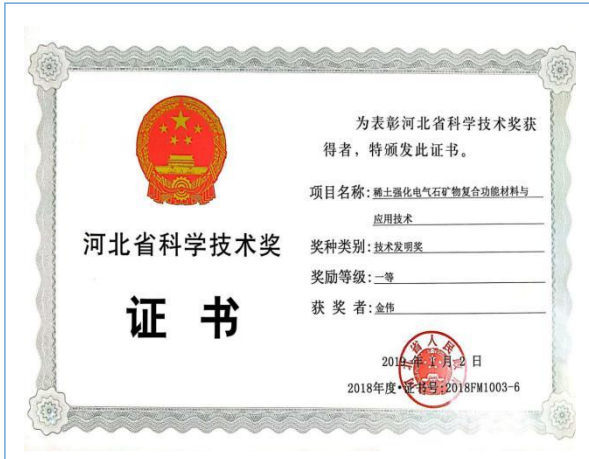 河北省科学技术奖
证 书
为表彰河北省科学技术奖获
得者，特颁发此证书。
项目名称：稀土强化电气石矿物复合功能材料与
应用技术
奖种类别：技术发明奖
奖励等级：一等
获 奖 者：金伟
2019 年 1 月 2 日
2018年度·证书号：2018FM1003-6